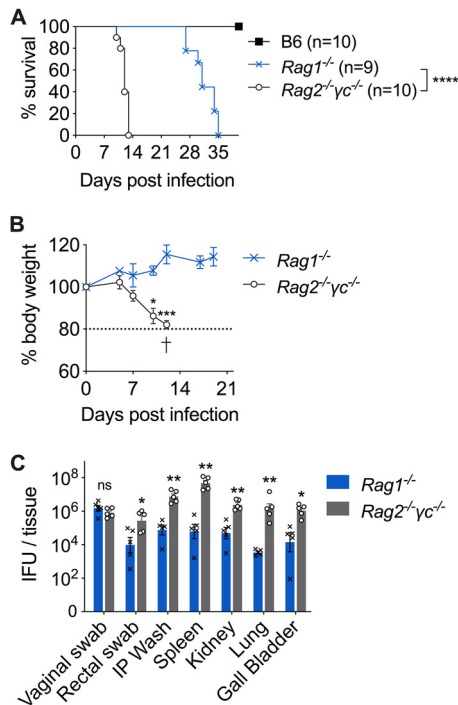 A
% survival
100
80
60
40
20
0
0 7 14 21 28 35
Days post infection
B6 (n=10)
Rag1-/- (n=9)
Rag2-/-γc-/- (n=10)
****
B
% body weight
120
100
80
60
* ***
†
0 7 14 21
Days post infection
Rag1-/-
Rag2-/-γc-/-
C
IFU / tissue
10^8
10^6
10^4
10^2
0
ns * ** ** ** ** *
Vaginal swab
Rectal swab
IP Wash
Spleen
Kidney
Lung
Gall Bladder
Rag1-/-
Rag2-/-γc-/-